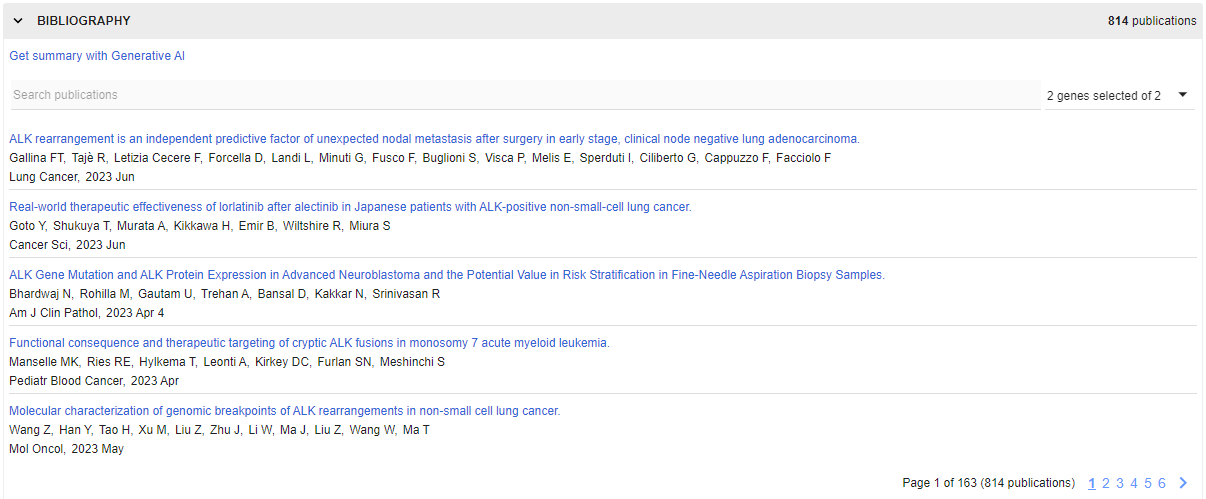 BIBLIOGRAPHY 814 publications
Get summary with Generative AI
Search publications 2 genes selected of 2
ALK rearrangement is an independent predictive factor of unexpected nodal metastasis after surgery in early stage, clinical node negative lung adenocarcinoma.
Gallina FT, Tajè R, Letizia Cecere F, Forcella D, Landi L, Minuti G, Fusco F, Buglioni S, Visca P, Melis E, Sperduti I, Ciliberto G, Cappuzzo F, Facciolo F
Lung Cancer, 2023 Jun
Real-world therapeutic effectiveness of lorlatinib after alectinib in Japanese patients with ALK-positive non-small-cell lung cancer.
Goto Y, Shukuya T, Murata A, Kikkawa H, Emir B, Wiltshire R, Miura S
Cancer Sci, 2023 Jun
ALK Gene Mutation and ALK Protein Expression in Advanced Neuroblastoma and the Potential Value in Risk Stratification in Fine-Needle Aspiration Biopsy Samples.
Bhardwaj N, Rohilla M, Gautam U, Trehan A, Bansal D, Kakkar N, Srinivasan R
Am J Clin Pathol, 2023 Apr 4
Functional consequence and therapeutic targeting of cryptic ALK fusions in monosomy 7 acute myeloid leukemia.
Manselle MK, Ries RE, Hylkema T, Leonti A, Kirkey DC, Furlan SN, Meshinchi S
Pediatr Blood Cancer, 2023 Apr
Molecular characterization of genomic breakpoints of ALK rearrangements in non-small cell lung cancer.
Wang Z, Han Y, Tao H, Xu M, Liu Z, Zhu J, Li W, Ma J, Liu Z, Wang W, Ma T
Mol Oncol, 2023 May
Page 1 of 163 (814 publications) 1 2 3 4 5 6